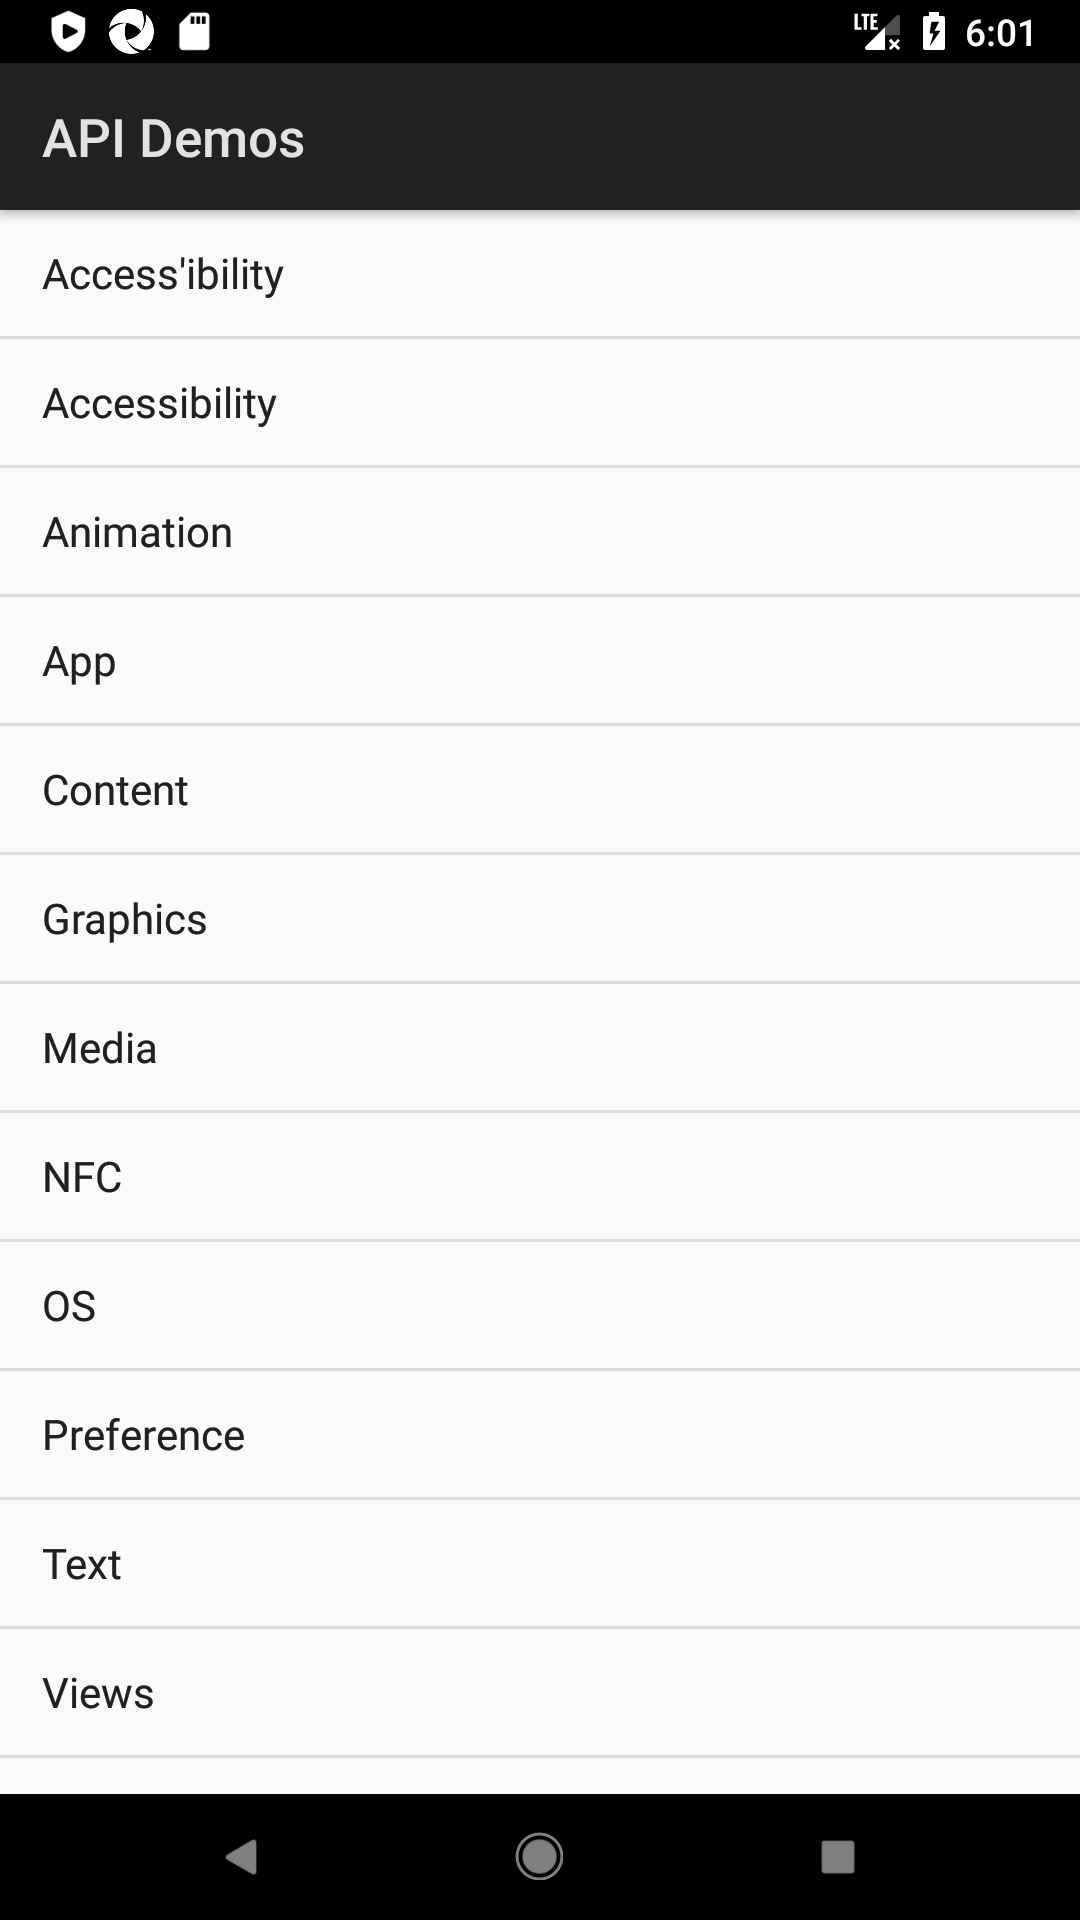 LTE 6:01
API Demos
Access'ibility
Accessibility
Animation
App
Content
Graphics
Media
NFC
OS
Preference
Text
Views